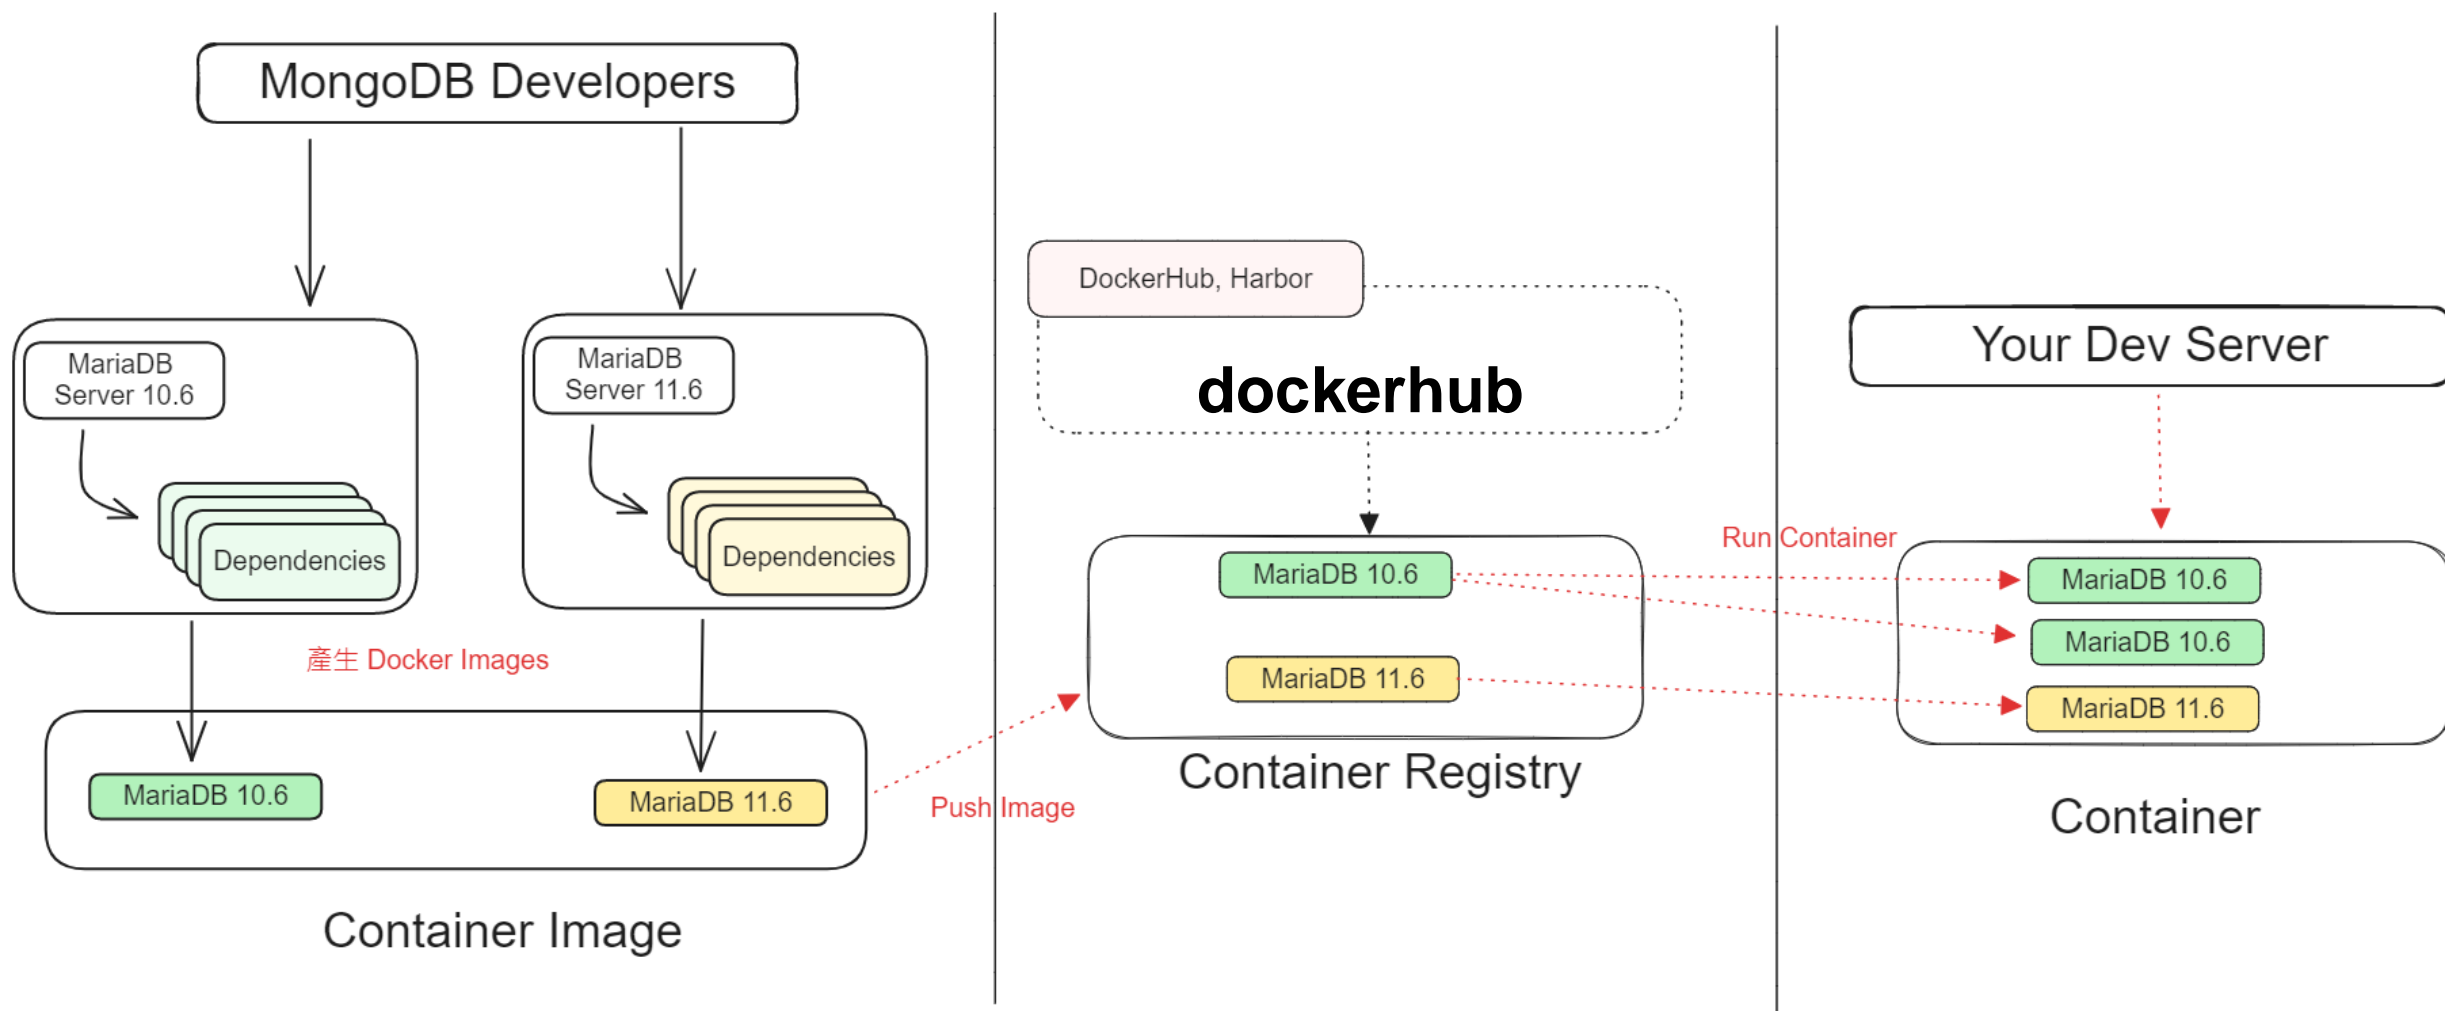 MongoDB Developers
MariaDB
Server 10.6
Dependencies
MariaDB
Server 11.6
Dependencies
產生 Docker Images
MariaDB 10.6
MariaDB 11.6
Container Image
Push Image
DockerHub, Harbor
dockerhub
MariaDB 10.6
MariaDB 11.6
Container Registry
Run Container
Your Dev Server
MariaDB 10.6
MariaDB 10.6
MariaDB 11.6
Container